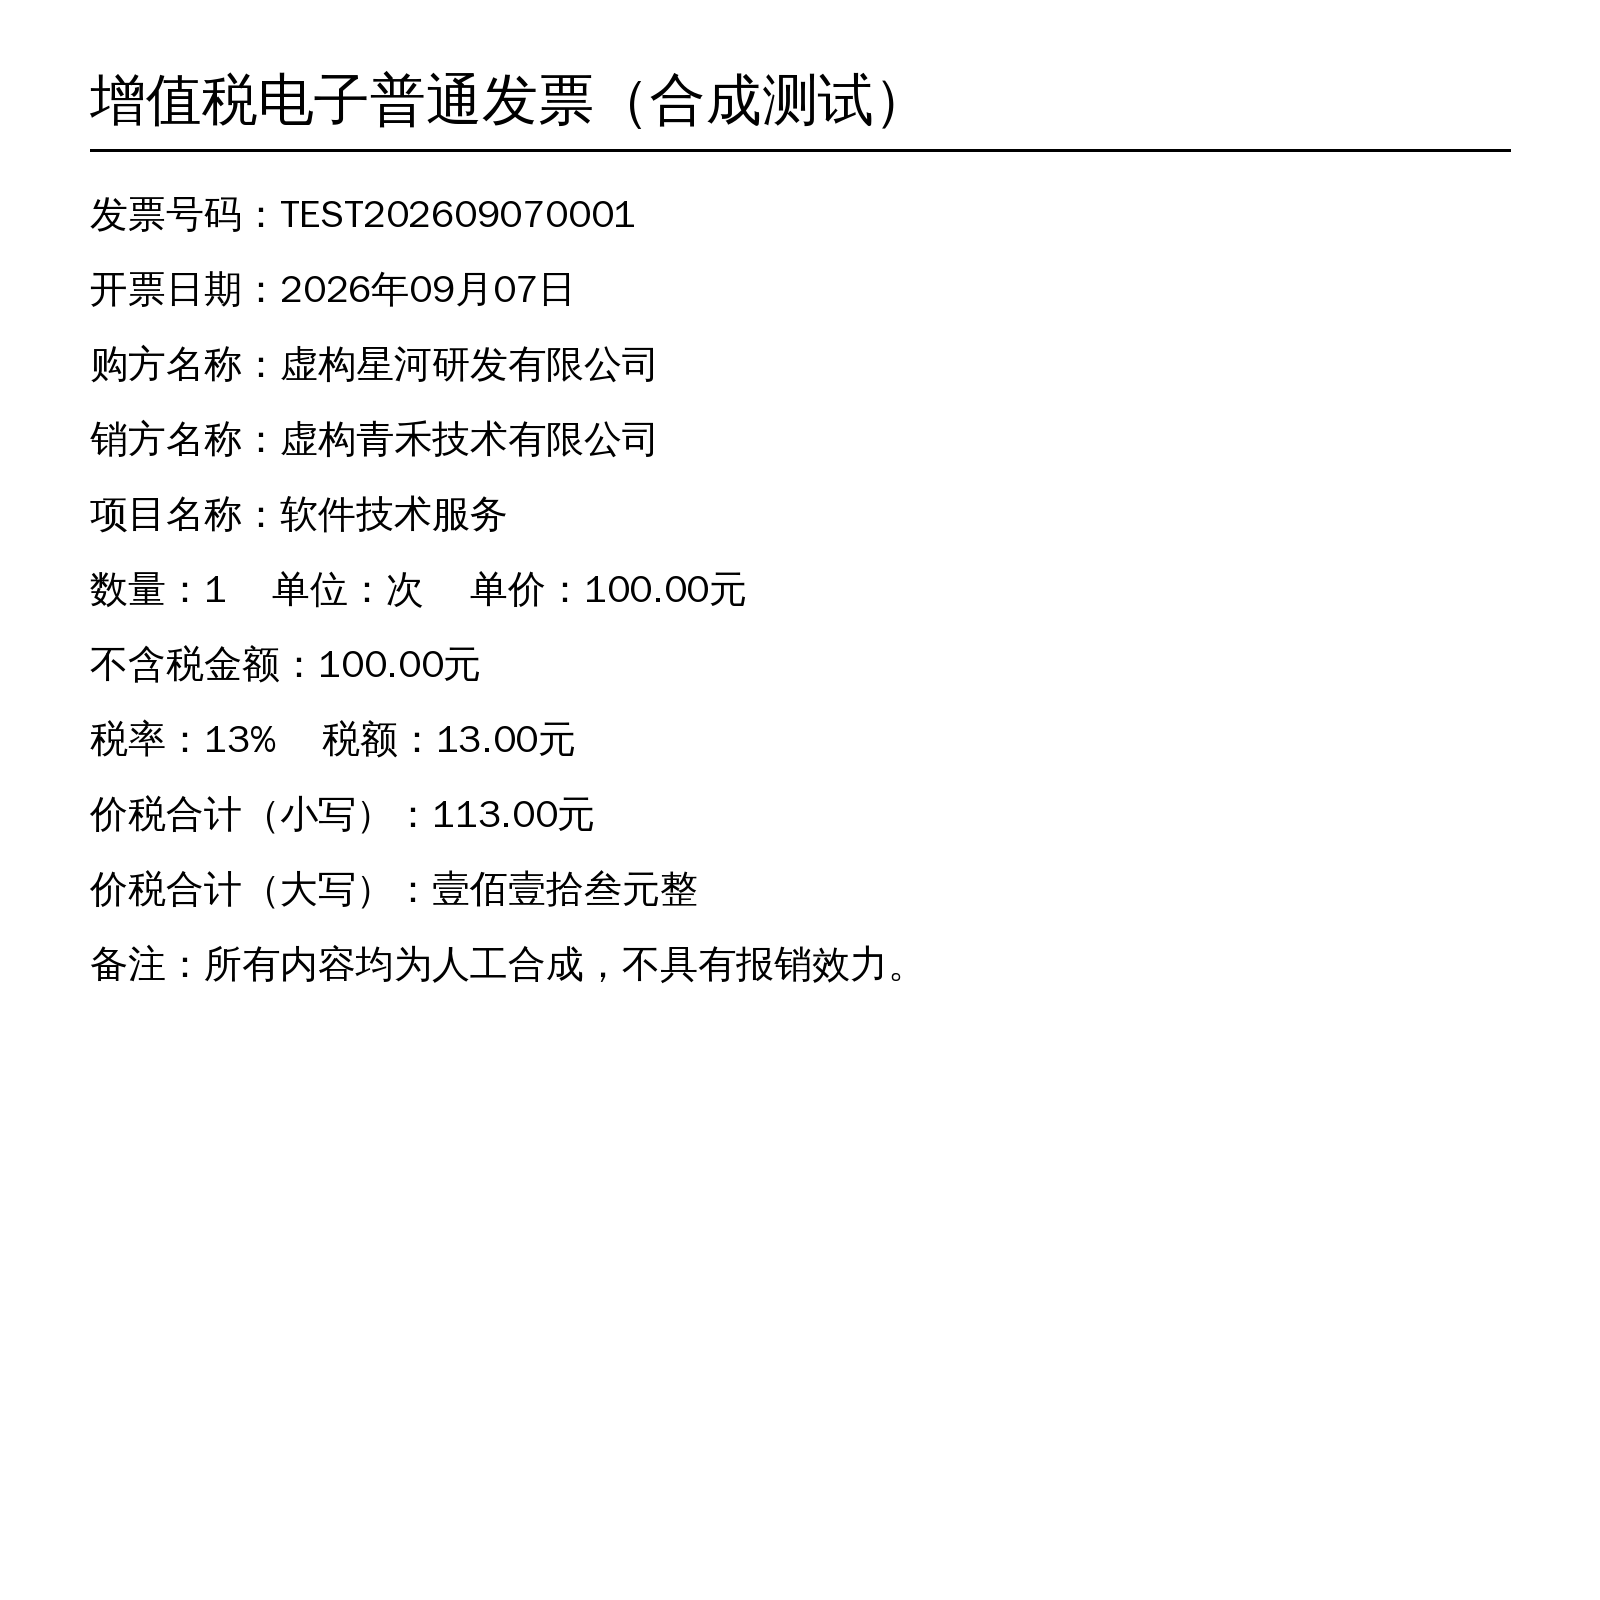 增值税电子普通发票（合成测试）
发票号码：TEST202609070001
开票日期：2026年09月07日
购方名称：虚构星河研发有限公司
销方名称：虚构青禾技术有限公司
项目名称：软件技术服务
数量：1　单位：次　单价：100.00元
不含税金额：100.00元
税率：13%　税额：13.00元
价税合计（小写）：113.00元
价税合计（大写）：壹佰壹拾叁元整
备注：所有内容均为人工合成，不具有报销效力。